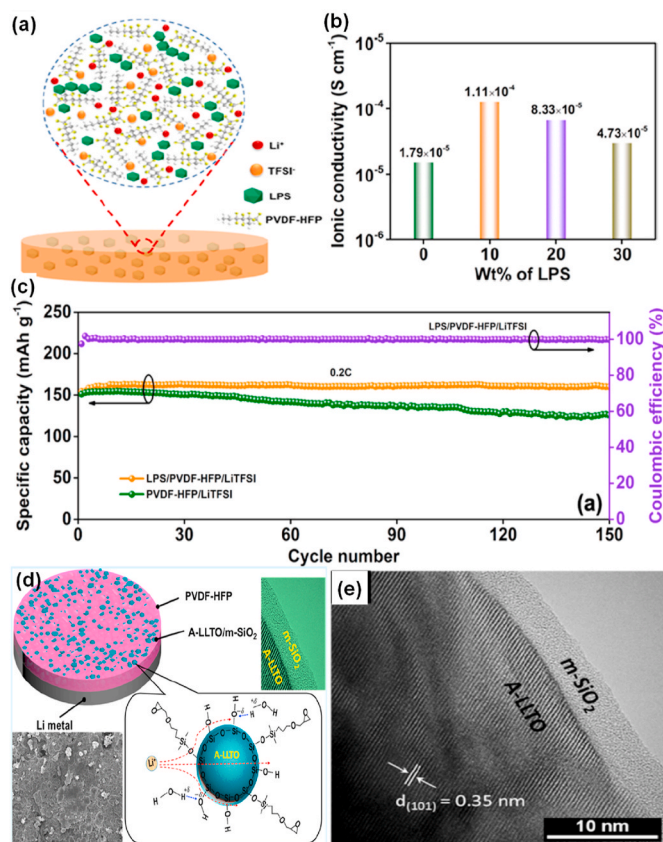 (a)
Li⁺
TFSI⁻
LPS
PVDF-HFP
(b)
Ionic conductivity (S cm⁻¹)
10⁻⁵
10⁻⁴
10⁻⁵
10⁻⁶
1.79×10⁻⁵
1.11×10⁻⁴
8.33×10⁻⁵
4.73×10⁻⁵
0 10 20 30
Wt% of LPS
(c)
Specific capacity (mAh g⁻¹)
250
200
150
100
50
0
LPS/PVDF-HFP/LiTFSI
0.2C
LPS/PVDF-HFP/LiTFSI
PVDF-HFP/LiTFSI
(a)
0 30 60 90 120 150
Cycle number
100
80
60
40
20
0
Coulombic efficiency (%)
(d)
PVDF-HFP
A-LLTO/m-SiO₂
Li metal
m-SiO₂
A-LLTO
Li⁺
A-LLTO
(e)
m-SiO₂
A-LLTO
d(101) = 0.35 nm
10 nm